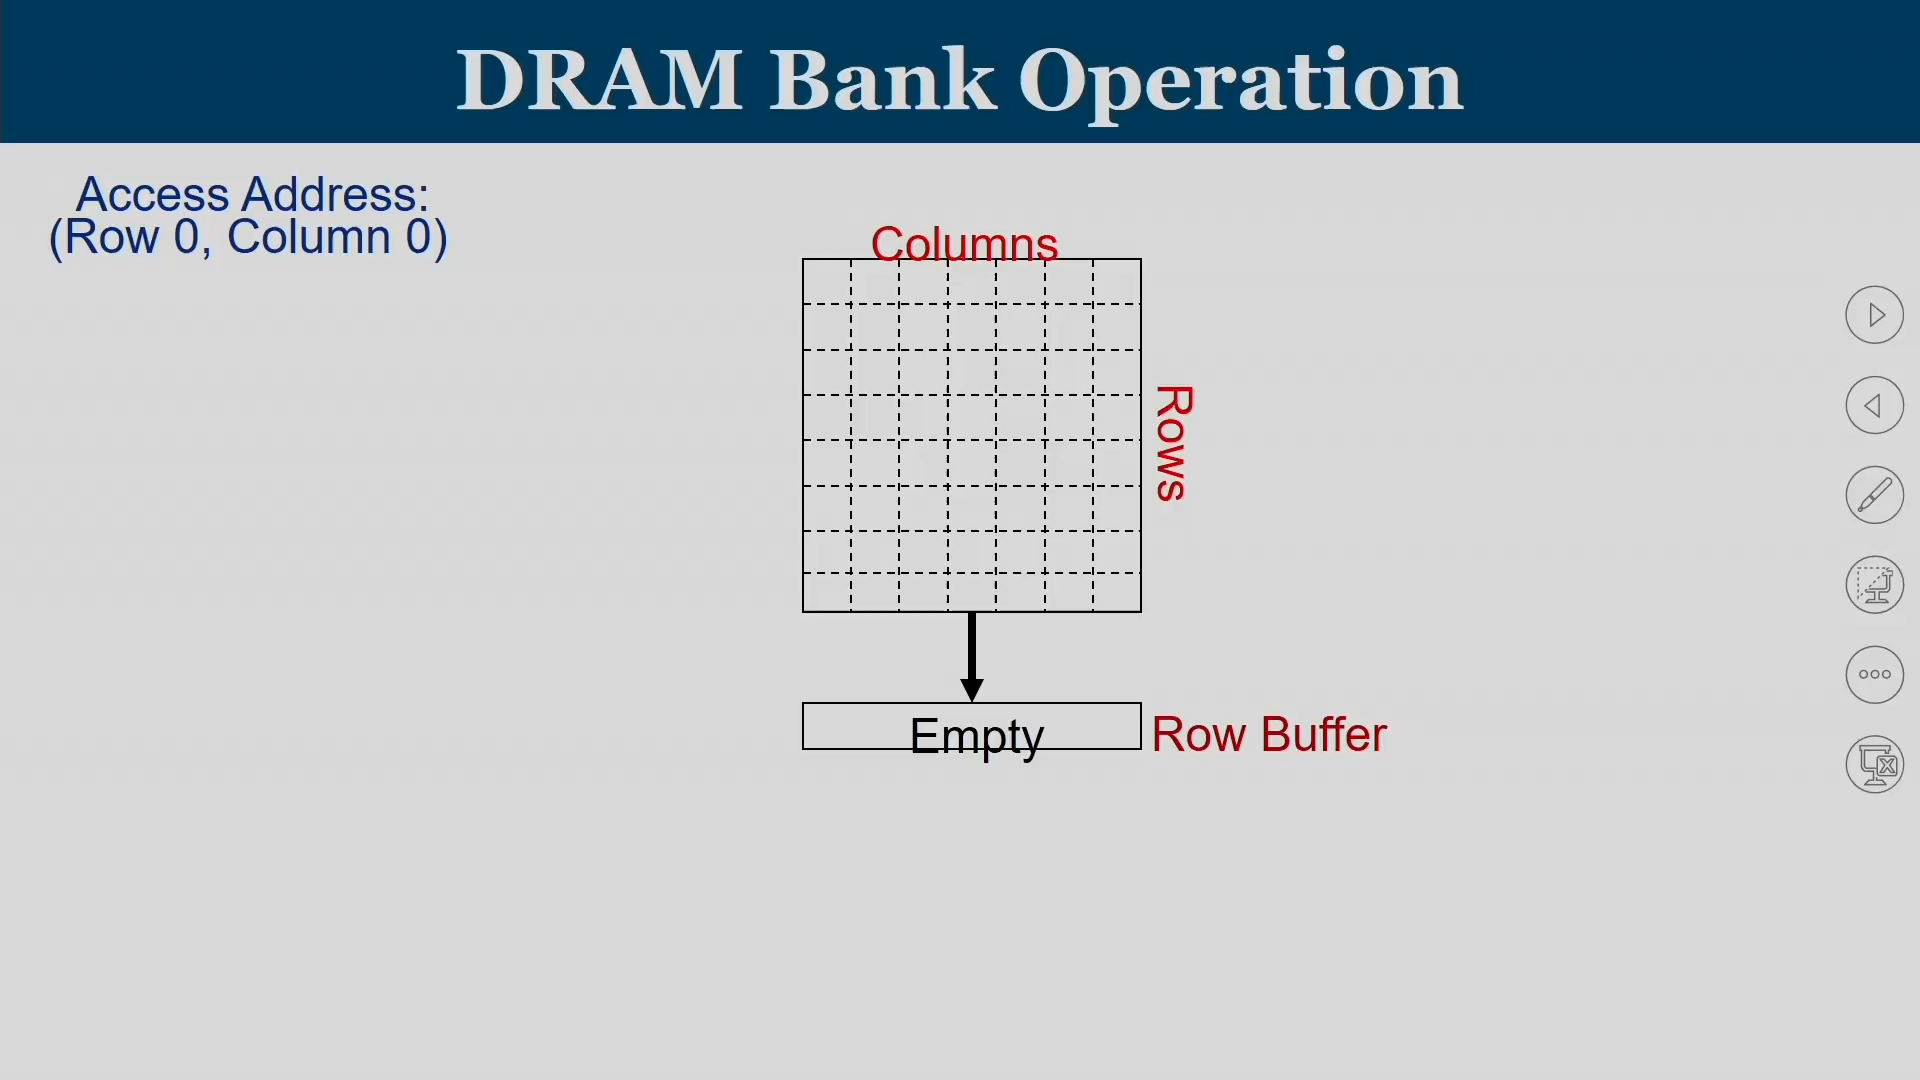 DRAM Bank Operation
Access Address:
(Row 0, Column 0)
Columns
Rows
Empty
Row Buffer